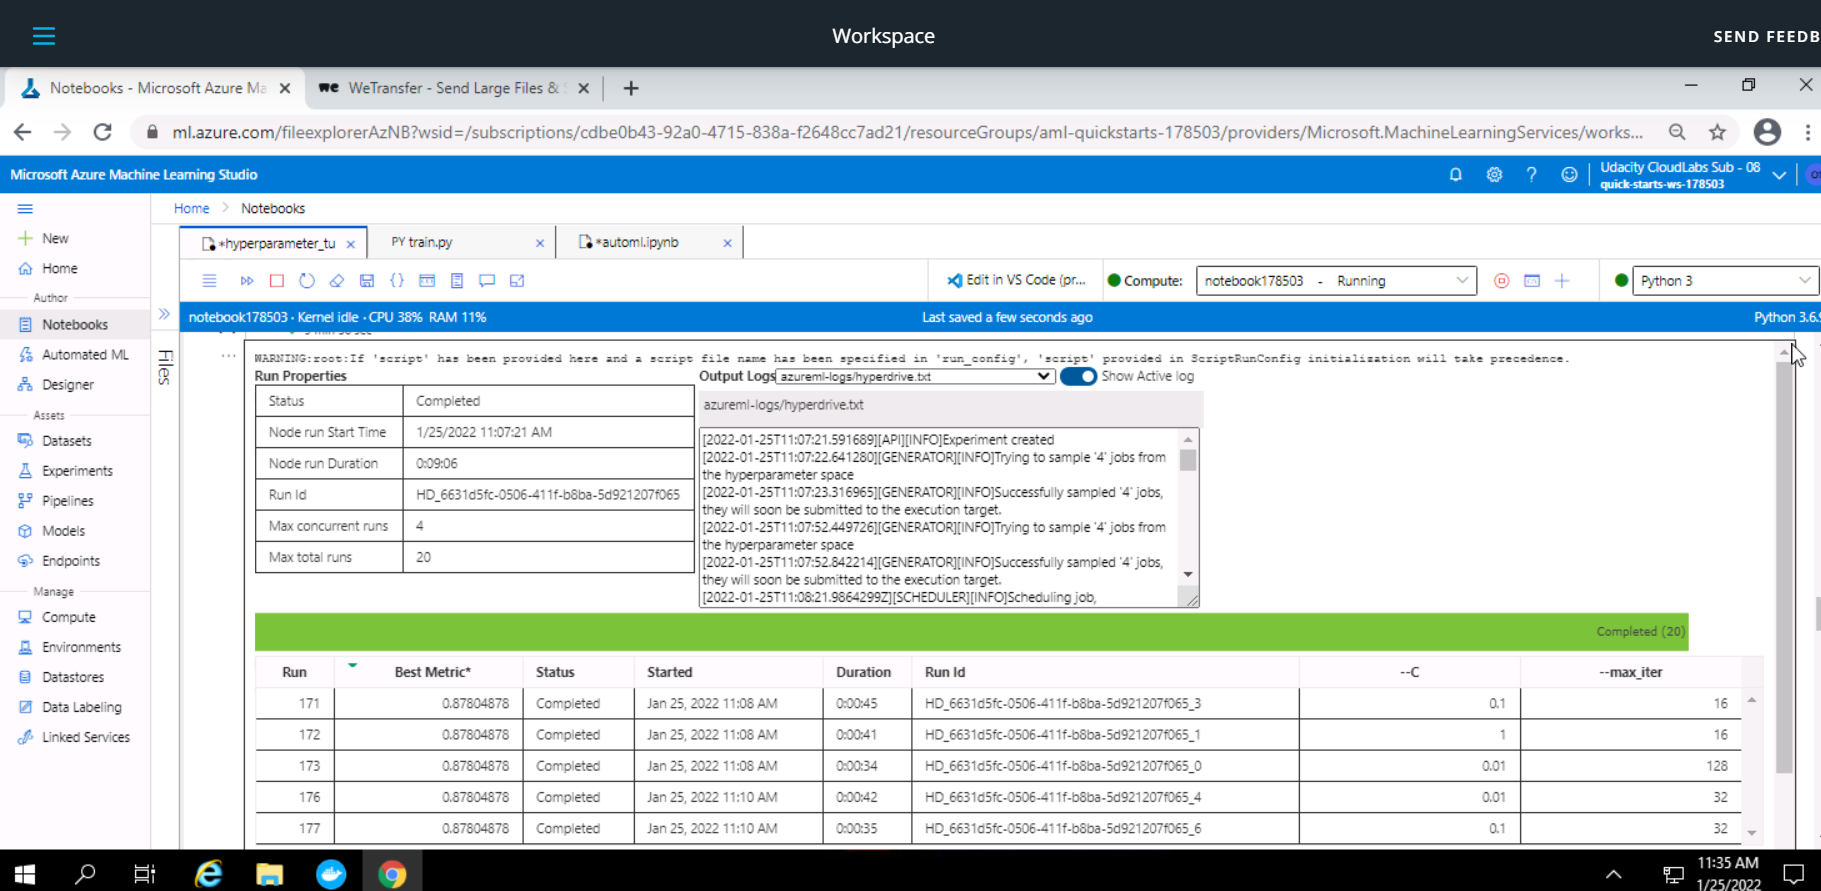 Workspace
SEND FEEDB
Notebooks - Microsoft Azure Ma
we WeTransfer - Send Large Files & S
ml.azure.com/fileexplorerAzNB?wsid=/subscriptions/cdbe0b43-92a0-4715-838a-f2648cc7ad21/resourceGroups/aml-quickstarts-178503/providers/Microsoft.MachineLearningServices/works...
Microsoft Azure Machine Learning Studio
Udacity CloudLabs Sub - 08
quick-starts-ws-178503
Home > Notebooks
New
Home
Author
Notebooks
Automated ML
Designer
Assets
Datasets
Experiments
Pipelines
Models
Endpoints
Manage
Compute
Environments
Datastores
Data Labeling
Linked Services
Files
*hyperparameter_tu
PY train.py
*automl.ipynb
Edit in VS Code (pr...
Compute:
notebook178503 - Running
Python 3
notebook178503 · Kernel idle · CPU 38% RAM 11%
Last saved a few seconds ago
Python 3.6.9
WARNING:root:If 'script' has been provided here and a script file name has been specified in 'run_config', 'script' provided in ScriptRunConfig initialization will take precedence.
Run Properties
Status Completed
Node run Start Time 1/25/2022 11:07:21 AM
Node run Duration 0:09:06
Run Id HD_6631d5fc-0506-411f-b8ba-5d921207f065
Max concurrent runs 4
Max total runs 20
Output Logs azureml-logs/hyperdrive.txt Show Active log
azureml-logs/hyperdrive.txt
[2022-01-25T11:07:21.591689][API][INFO]Experiment created
[2022-01-25T11:07:22.641280][GENERATOR][INFO]Trying to sample '4' jobs from
the hyperparameter space
[2022-01-25T11:07:23.316965][GENERATOR][INFO]Successfully sampled '4' jobs,
they will soon be submitted to the execution target.
[2022-01-25T11:07:52.449726][GENERATOR][INFO]Trying to sample '4' jobs from
the hyperparameter space
[2022-01-25T11:07:52.842214][GENERATOR][INFO]Successfully sampled '4' jobs,
they will soon be submitted to the execution target.
[2022-01-25T11:08:21.9864299Z][SCHEDULER][INFO]Scheduling job,
Completed (20)
Run Best Metric* Status Started Duration Run Id --C --max_iter
171 0.87804878 Completed Jan 25, 2022 11:08 AM 0:00:45 HD_6631d5fc-0506-411f-b8ba-5d921207f065_3 0.1 16
172 0.87804878 Completed Jan 25, 2022 11:08 AM 0:00:41 HD_6631d5fc-0506-411f-b8ba-5d921207f065_1 1 16
173 0.87804878 Completed Jan 25, 2022 11:08 AM 0:00:34 HD_6631d5fc-0506-411f-b8ba-5d921207f065_0 0.01 128
176 0.87804878 Completed Jan 25, 2022 11:10 AM 0:00:42 HD_6631d5fc-0506-411f-b8ba-5d921207f065_4 0.01 32
177 0.87804878 Completed Jan 25, 2022 11:10 AM 0:00:35 HD_6631d5fc-0506-411f-b8ba-5d921207f065_6 0.1 32
11:35 AM
1/25/2022